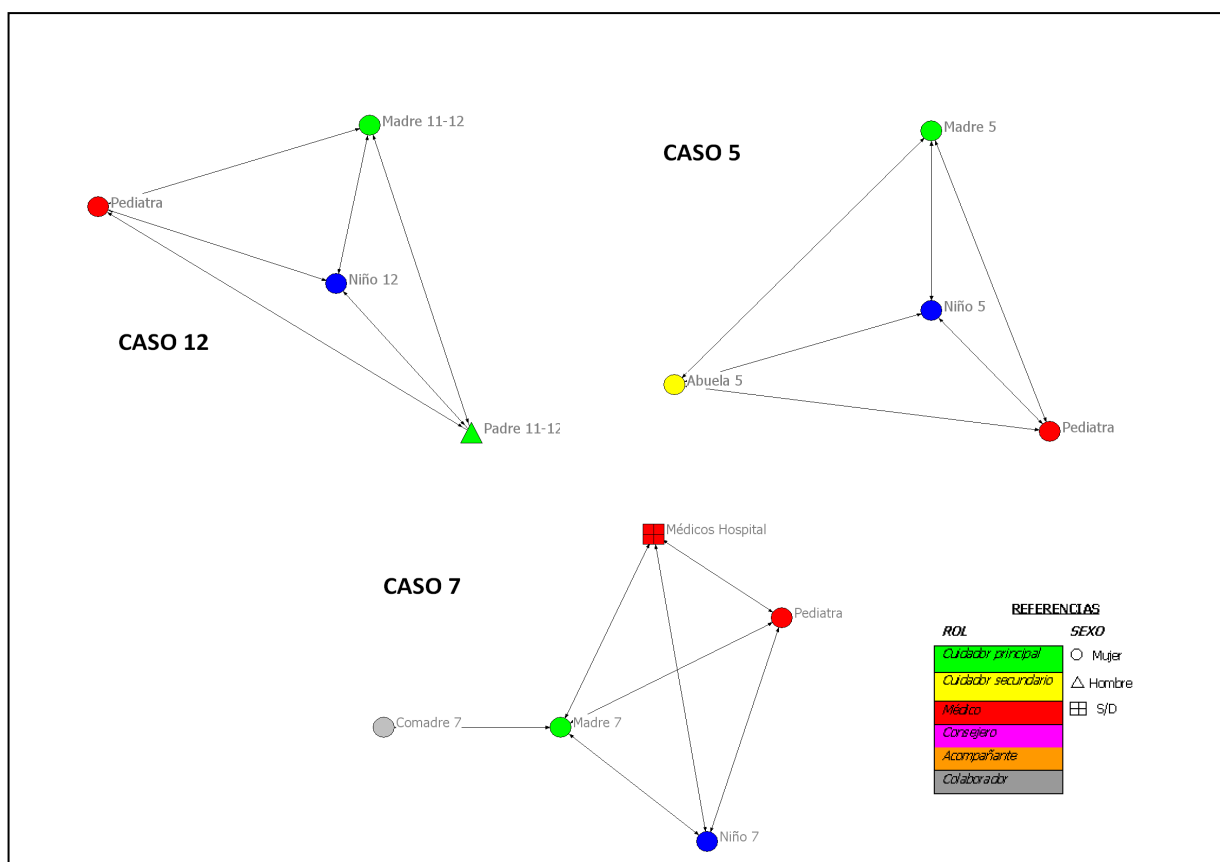 Madre 11-12
Pediatra
Niño 12
CASO 12
Padre 11-12
CASO 5
Madre 5
Niño 5
Abuela 5
Pediatra
CASO 7
Médicos Hospital
Pediatra
Comadre 7
Madre 7
Niño 7
REFERENCIAS
ROL SEXO
Cuidador principal Mujer
Cuidador secundario Hombre
Médico S/D
Consejero
Acompañante
Colaborador